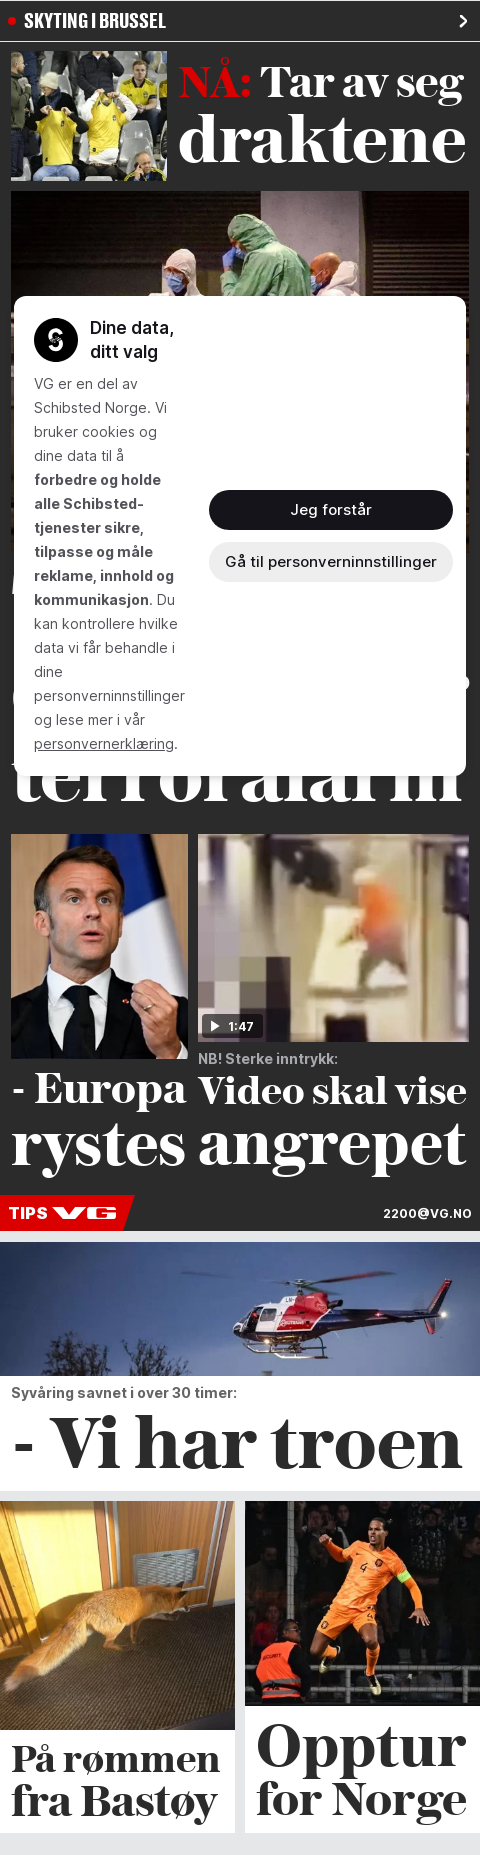 SKYTING I BRUSSEL
NÅ: Tar av seg
draktene
Dine data,
ditt valg
VG er en del av
Schibsted Norge. Vi
bruker cookies og
dine data til å
forbedre og holde
alle Schibsted-
tjenester sikre,
tilpasse og måle
reklame, innhold og
kommunikasjon. Du
kan kontrollere hvilke
data vi får behandle i
dine
personverninnstillinger
og lese mer i vår
personvernerklæring.
Jeg forstår
Gå til personverninnstillinger
terroralarm
1:47
NB! Sterke inntrykk:
- Europa
Video skal vise
rystes angrepet
TIPS VG
2200@VG.NO
Syvåring savnet i over 30 timer:
- Vi har troen
På rømmen
fra Bastøy
Opptur
for Norge